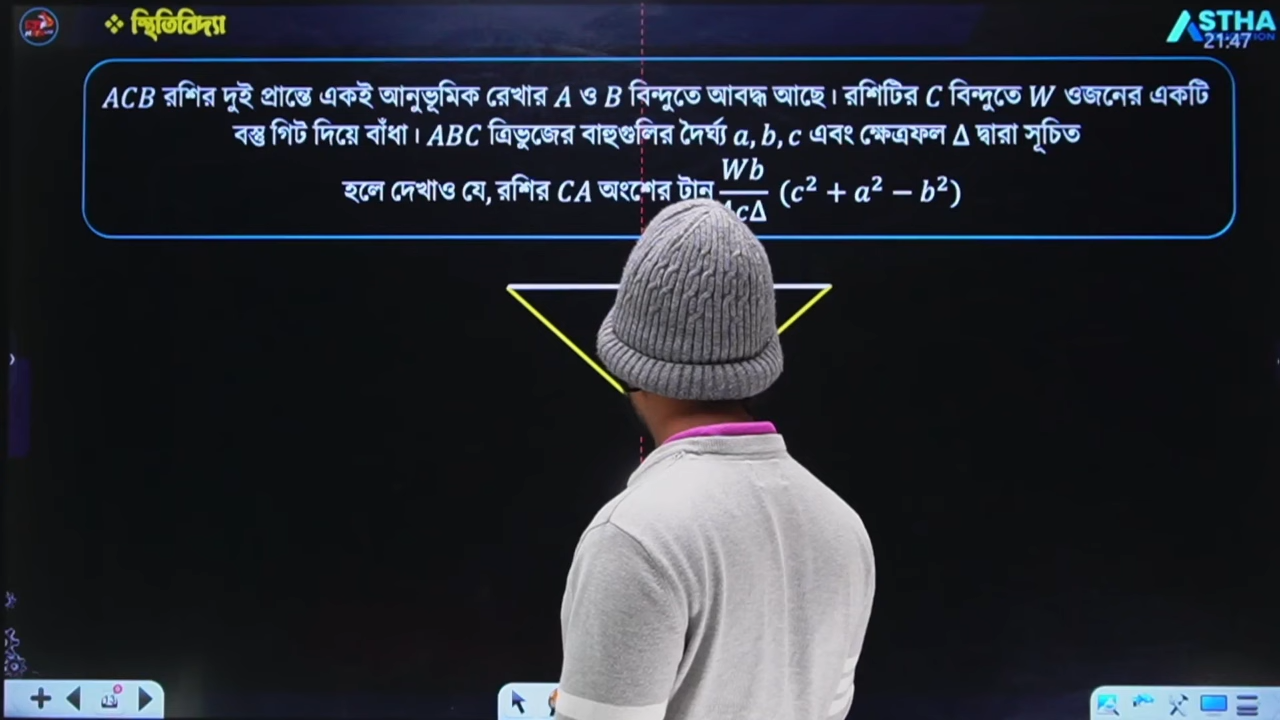 ❖ স্থিতিবিদ্যা
ASTHA
21:47
ACB রশির দুই প্রান্তে একই আনুভূমিক রেখার A ও B বিন্দুতে আবদ্ধ আছে। রশিটির C বিন্দুতে W ওজনের একটি
বস্তু গিট দিয়ে বাঁধা। ABC ত্রিভুজের বাহুগুলির দৈর্ঘ্য a, b, c এবং ক্ষেত্রফল Δ দ্বারা সূচিত
হলে দেখাও যে, রশির CA অংশের টান Wb/4cΔ (c² + a² − b²)